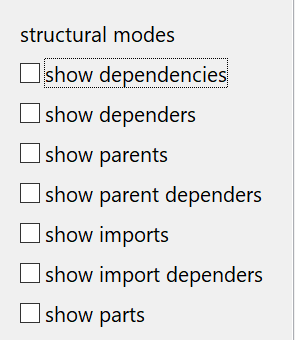 structural modes
show dependencies
show dependers
show parents
show parent dependers
show imports
show import dependers
show parts